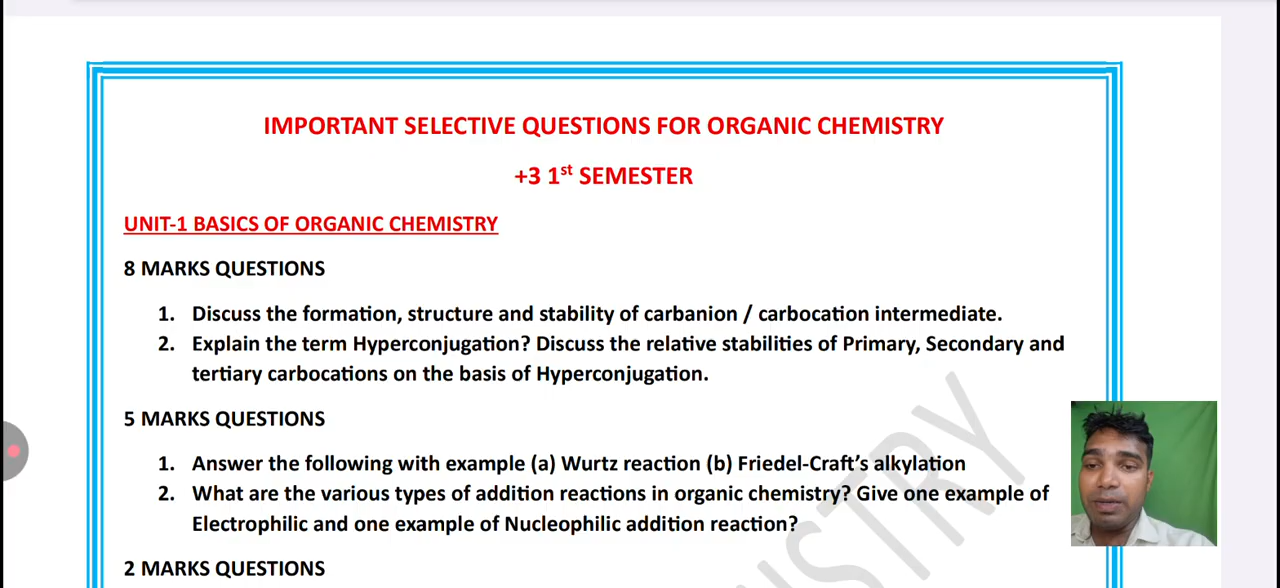 IMPORTANT SELECTIVE QUESTIONS FOR ORGANIC CHEMISTRY
+3 1st SEMESTER
UNIT-1 BASICS OF ORGANIC CHEMISTRY
8 MARKS QUESTIONS
1. Discuss the formation, structure and stability of carbanion / carbocation intermediate.
2. Explain the term Hyperconjugation? Discuss the relative stabilities of Primary, Secondary and
tertiary carbocations on the basis of Hyperconjugation.
5 MARKS QUESTIONS
1. Answer the following with example (a) Wurtz reaction (b) Friedel-Craft’s alkylation
2. What are the various types of addition reactions in organic chemistry? Give one example of
Electrophilic and one example of Nucleophilic addition reaction?
2 MARKS QUESTIONS